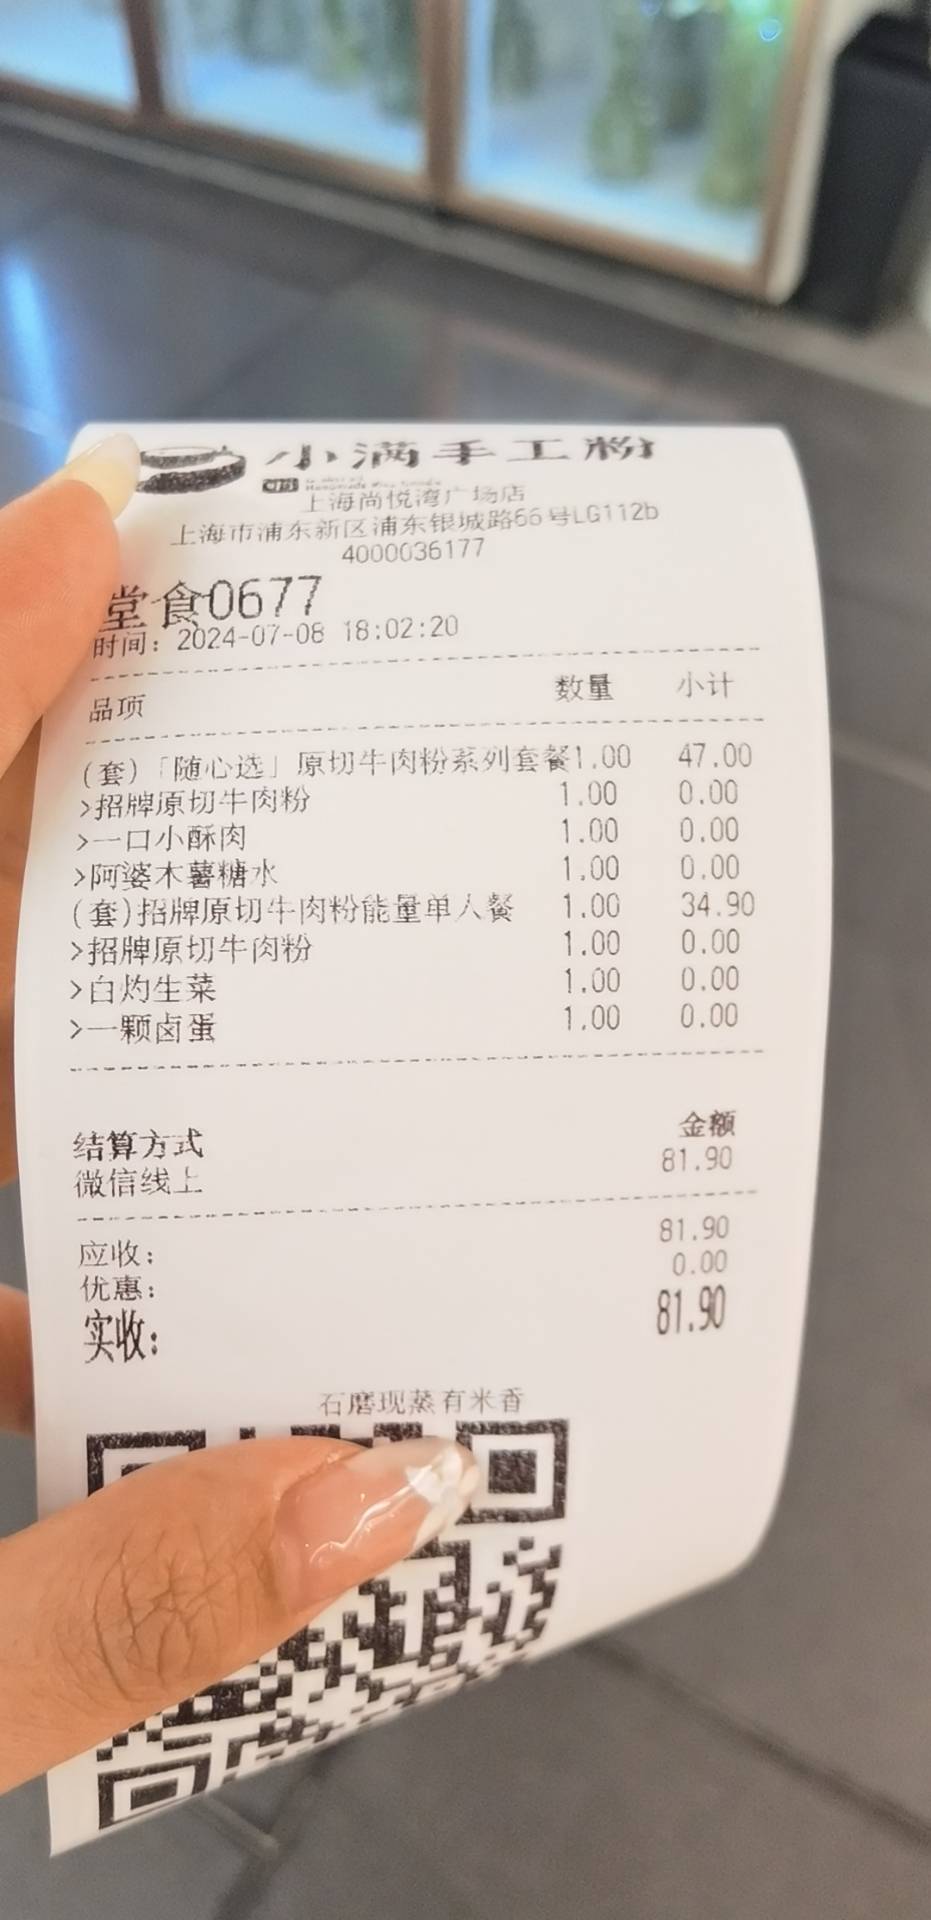 小满手工粉
上海尚悦湾广场店
上海市浦东新区浦东银城路66号LG112b
4000036177
堂食0677
时间：2024-07-08 18:02:20
品项 数量 小计
(套)「随心选」原切牛肉粉系列套餐1.00 47.00
>招牌原切牛肉粉 1.00 0.00
>一口小酥肉 1.00 0.00
>阿婆木薯糖水 1.00 0.00
(套)招牌原切牛肉粉能量单人餐 1.00 34.90
>招牌原切牛肉粉 1.00 0.00
>白灼生菜 1.00 0.00
>一颗卤蛋 1.00 0.00
结算方式 金额
微信线上 81.90
应收： 81.90
优惠： 0.00
实收： 81.90
石磨现蒸有米香